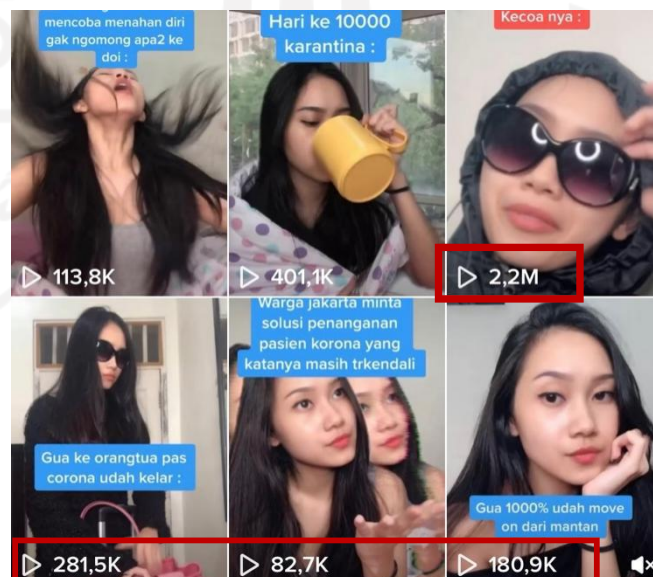 mencoba menahan diri
gak ngomong apa2 ke
doi :
113,8K
Hari ke 10000
karantina :
401,1K
Kecoa nya :
2,2M
Gua ke orangtua pas
corona udah kelar :
281,5K
Warga jakarta minta
solusi penanganan
pasien korona yang
katanya masih trkendali
82,7K
Gua 1000% udah move
on dari mantan
180,9K